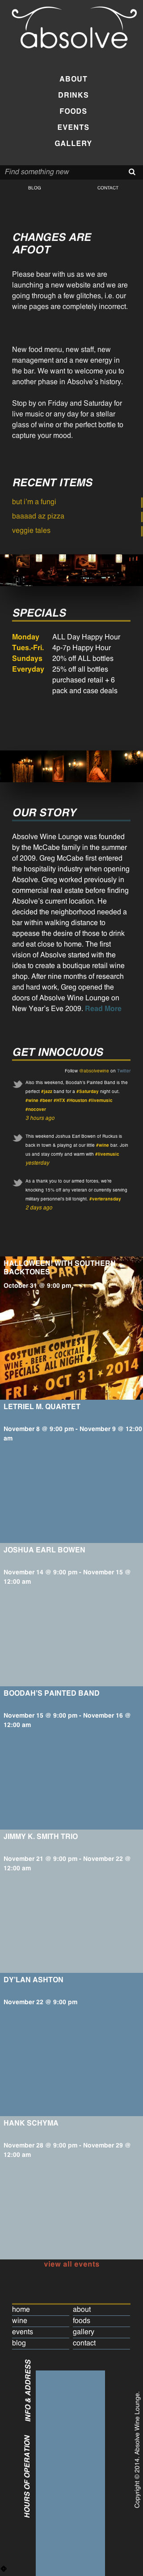 absolve
ABOUT
DRINKS
FOODS
EVENTS
GALLERY
Find something new
BLOG
CONTACT
CHANGES ARE
AFOOT
Please bear with us as we are
launching a new website and we are
going through a few glitches, i.e. our
wine pages are completely incorrect.
New food menu, new staff, new
management and a new energy in
the bar. We want to welcome you to
another phase in Absolve's history.
Stop by on Friday and Saturday for
live music or any day for a stellar
glass of wine or the perfect bottle to
capture your mood.
RECENT ITEMS
but i'm a fungi
baaaad az pizza
veggie tales
SPECIALS
Monday ALL Day Happy Hour
Tues.-Fri. 4p-7p Happy Hour
Sundays 20% off ALL bottles
Everyday 25% off all bottles
purchased retail + 6
pack and case deals
OUR STORY
Absolve Wine Lounge was founded
by the McCabe family in the summer
of 2009. Greg McCabe first entered
the hospitality industry when opening
Absolve. Greg worked previously in
commercial real estate before finding
Absolve's current location. He
decided the neighborhood needed a
bar within walking distance to
appease the desire of those to drink
and eat close to home. The first
vision of Absolve started with the
idea to create a boutique retail wine
shop. After two months of research
and hard work, Greg opened the
doors of Absolve Wine Lounge on
New Year's Eve 2009. Read More
GET INNOCUOUS
Follow @absolvewine on Twitter
Also this weekend, Boodah's Painted Band is the
perfect #jazz band for a #Saturday night out.
#wine #beer #HTX #Houston #livemusic
#nocover
3 hours ago
This weekend Joshua Earl Bowen of Ruckus is
back in town & playing at our little #wine bar. Join
us and stay comfy and warm with #livemusic
yesterday
As a thank you to our armed forces, we're
knocking 15% off any veteran or currently serving
military personal's bill tonight. #verteransday
2 days ago
HALLOWEEN! WITH SOUTHERN
BACKTONES
October 31 @ 9:00 pm
COSTUME CONTEST
WINE - BEER - COCKTAIL
SPECIALS ALL NIGHT
FRI • OCT 31 2014
LETRIEL M. QUARTET
November 8 @ 9:00 pm - November 9 @ 12:00
am
JOSHUA EARL BOWEN
November 14 @ 9:00 pm - November 15 @
12:00 am
BOODAH'S PAINTED BAND
November 15 @ 9:00 pm - November 16 @
12:00 am
JIMMY K. SMITH TRIO
November 21 @ 9:00 pm - November 22 @
12:00 am
DY'LAN ASHTON
November 22 @ 9:00 pm
HANK SCHYMA
November 28 @ 9:00 pm - November 29 @
12:00 am
view all events
home about
wine foods
events gallery
blog contact
INFO & ADDRESS
HOURS OF OPERATION
Copyright © 2014. Absolve Wine Lounge.